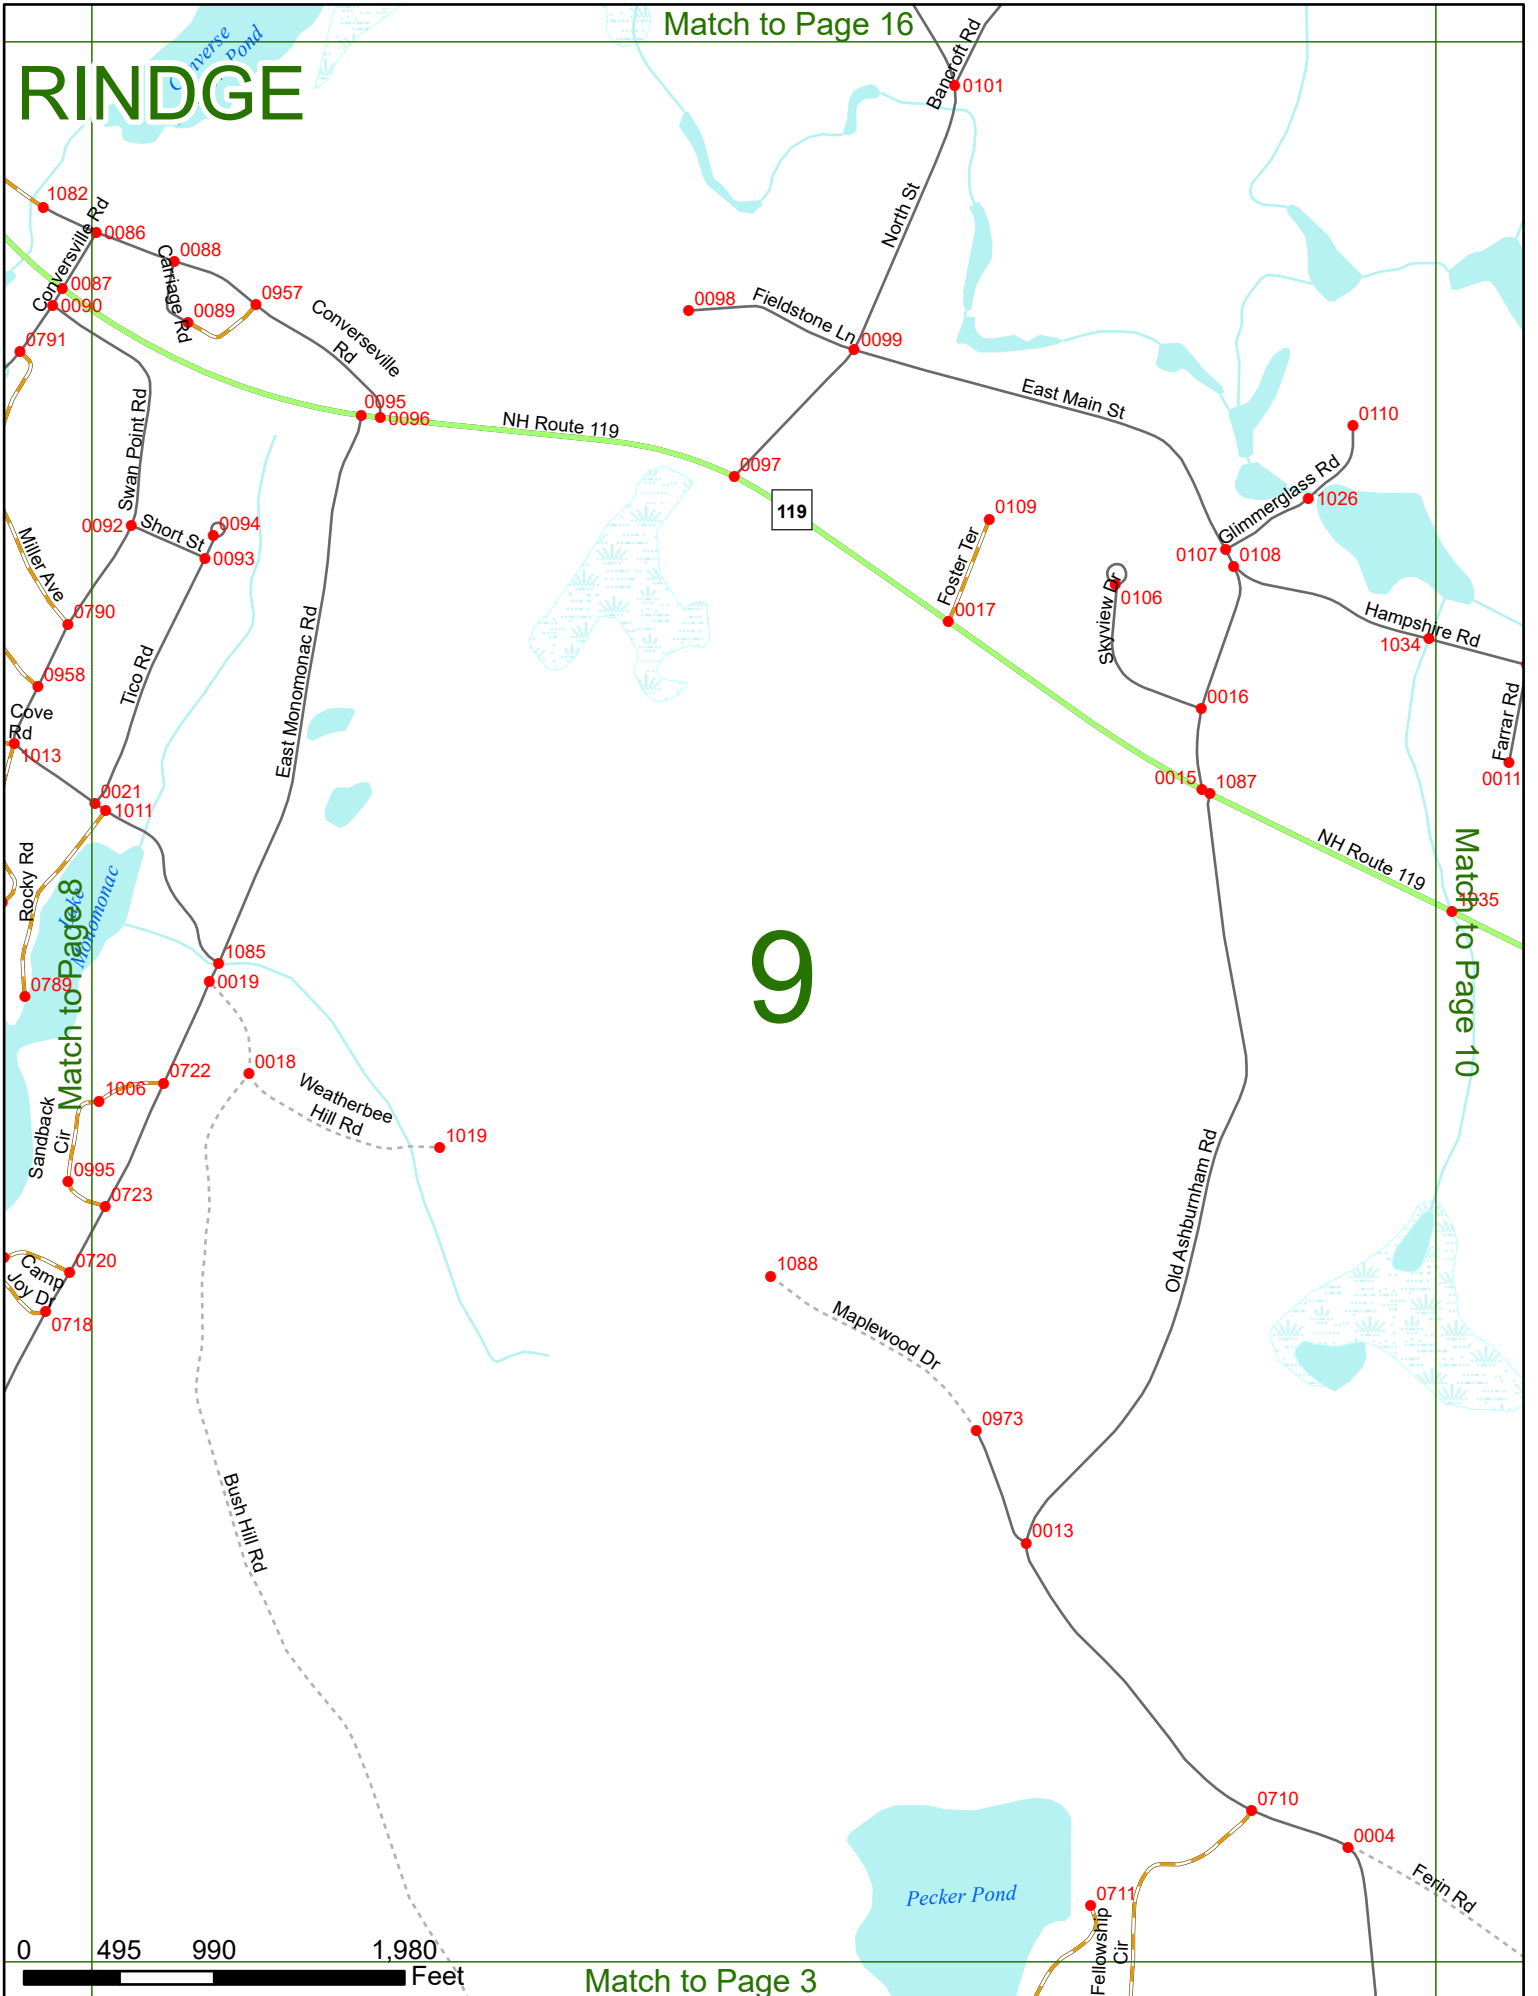 Match to Page 16
RINDGE
Converse
Pond
Bancroft Rd
0101
1082
Conversville Rd
0086
0088
Carriage Rd
North St
0087
0090
0089
0957
Converseville
Rd
0098
Fieldstone Ln
0099
0791
East Main St
0095
0096
NH Route 119
0110
Swan Point Rd
0097
Glimmerglass Rd
1026
119
0109
0092
Short St
0094
0093
Miller Ave
Foster Ter
0107
0108
0106
Skyview Dr
0790
0017
Hampshire Rd
1034
East Monomonac Rd
Tico Rd
0958
0016
Farrar Rd
Cove
Rd
1013
0011
0021
1011
0015
1087
NH Route 119
Rocky Rd
Lake
Monomonac
Match to Page 8
1035
Match to Page 10
9
1085
0019
0789
0018
0722
1006
Weatherbee
Hill Rd
1019
Sandback
Cir
0995
0723
Old Ashburnham Rd
0720
Camp
Joy Dr
0718
1088
Maplewood Dr
0973
Bush Hill Rd
0013
0710
0004
Ferin Rd
Pecker Pond
0711
Fellowship
Cir
0 495 990 1,980
Feet
Match to Page 3